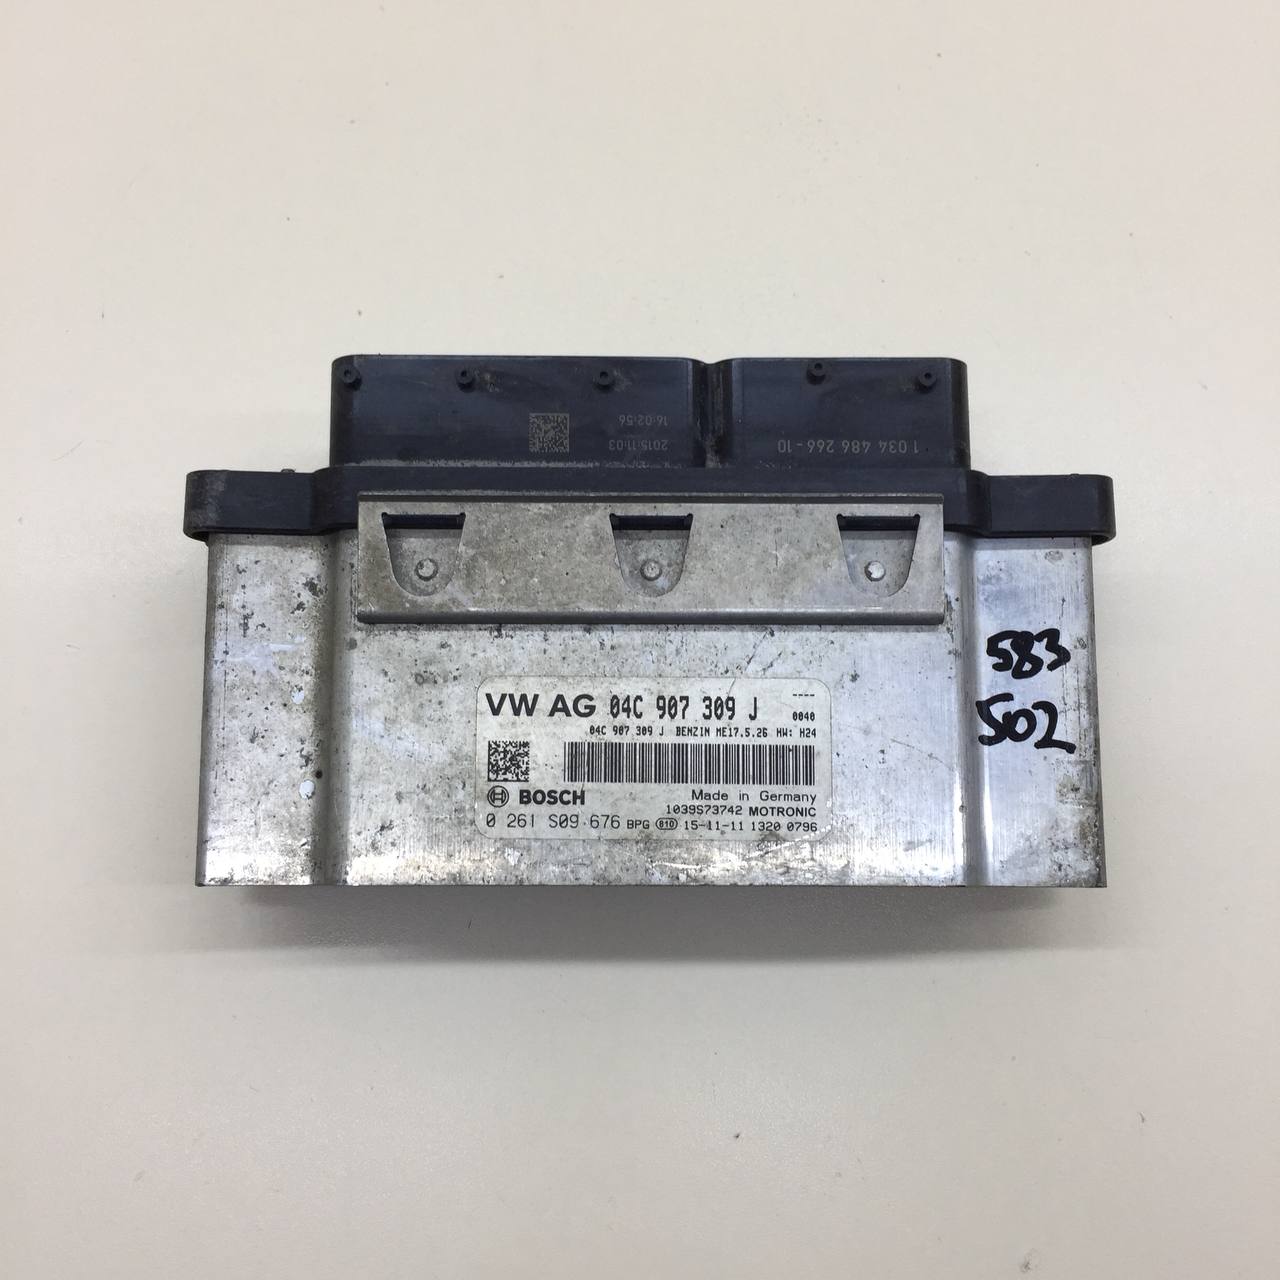 16:02:56
2015:11:03
1 034 486 266-10
583
502
VW AG 04C 907 309 J ----
0040
04C 907 309 J BENZIN ME17.5.26 HW: H24
BOSCH Made in Germany
1039S73742 MOTRONIC
0 261 S09 676 BPG 810 15-11-11 1320 0796